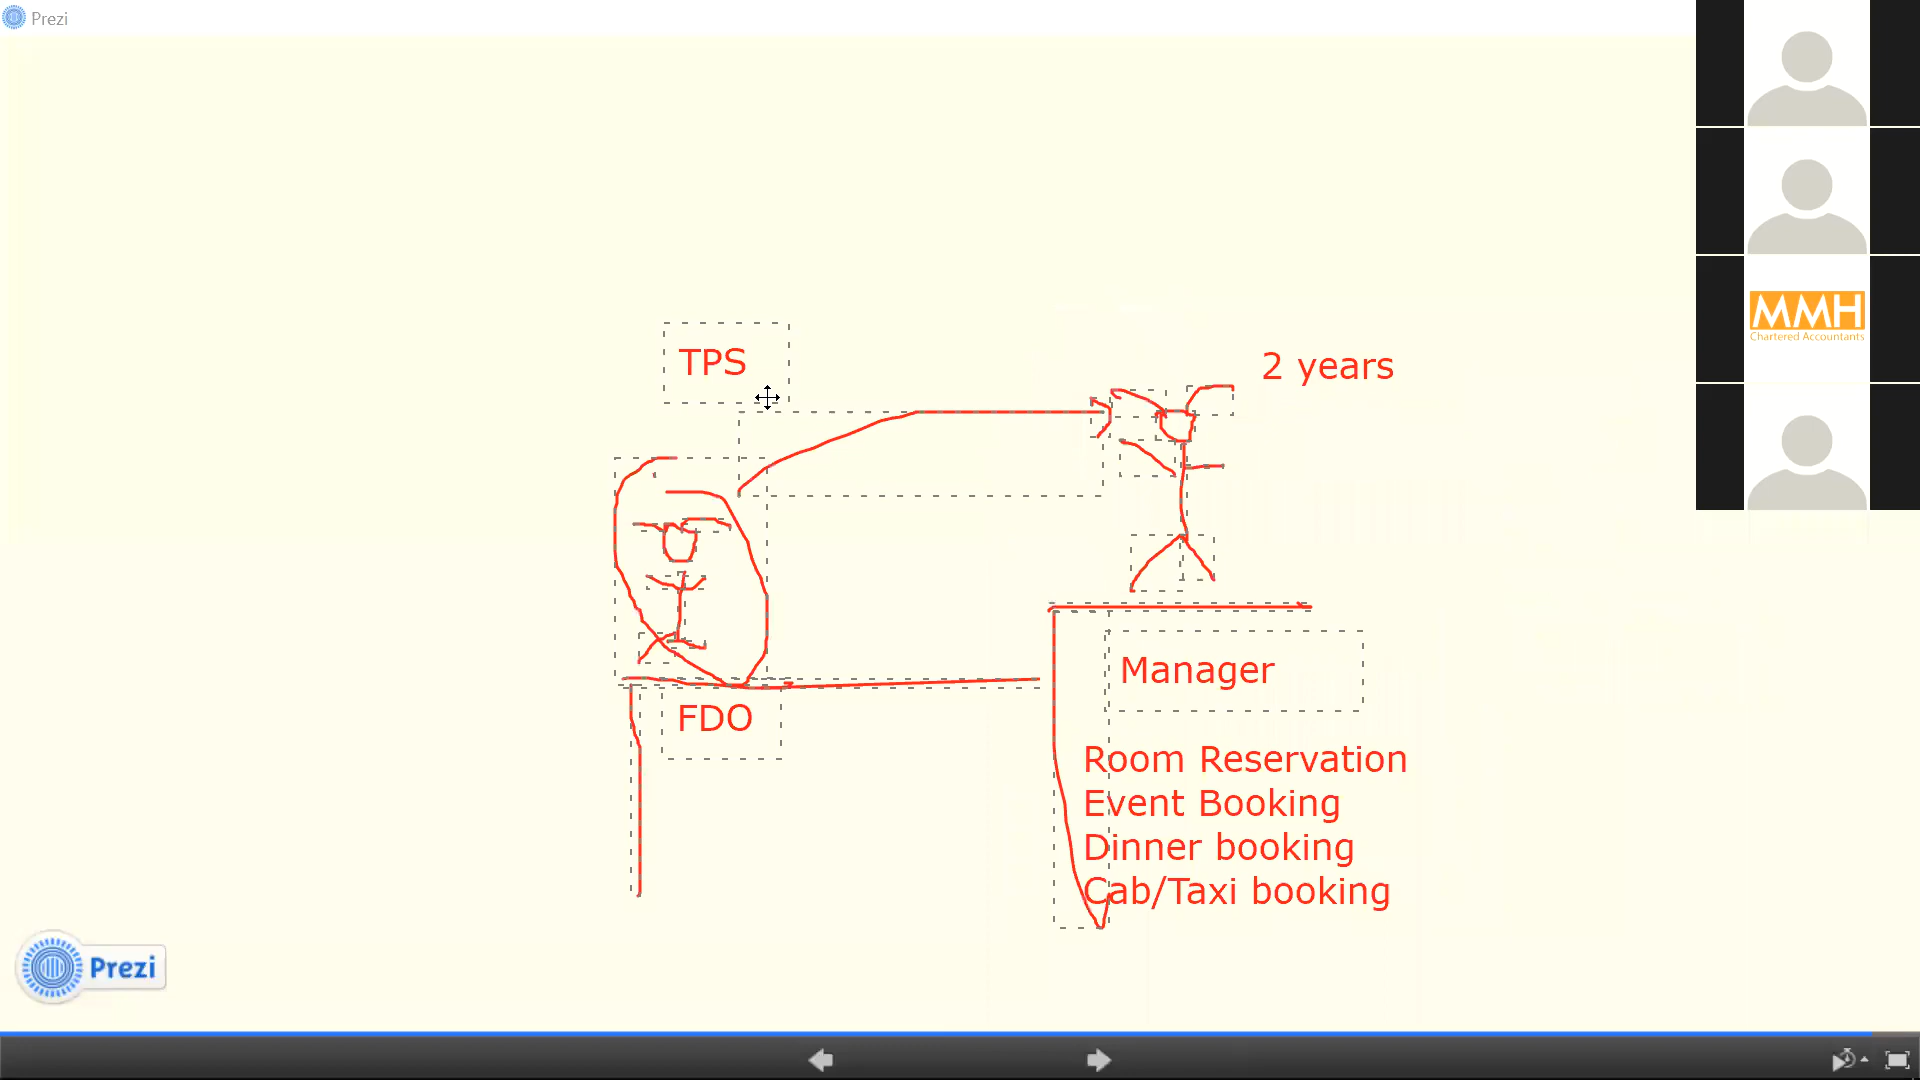 Prezi
MMH
Chartered Accountants
TPS
2 years
Manager
FDO
Room Reservation
Event Booking
Dinner booking
Cab/Taxi booking
Prezi